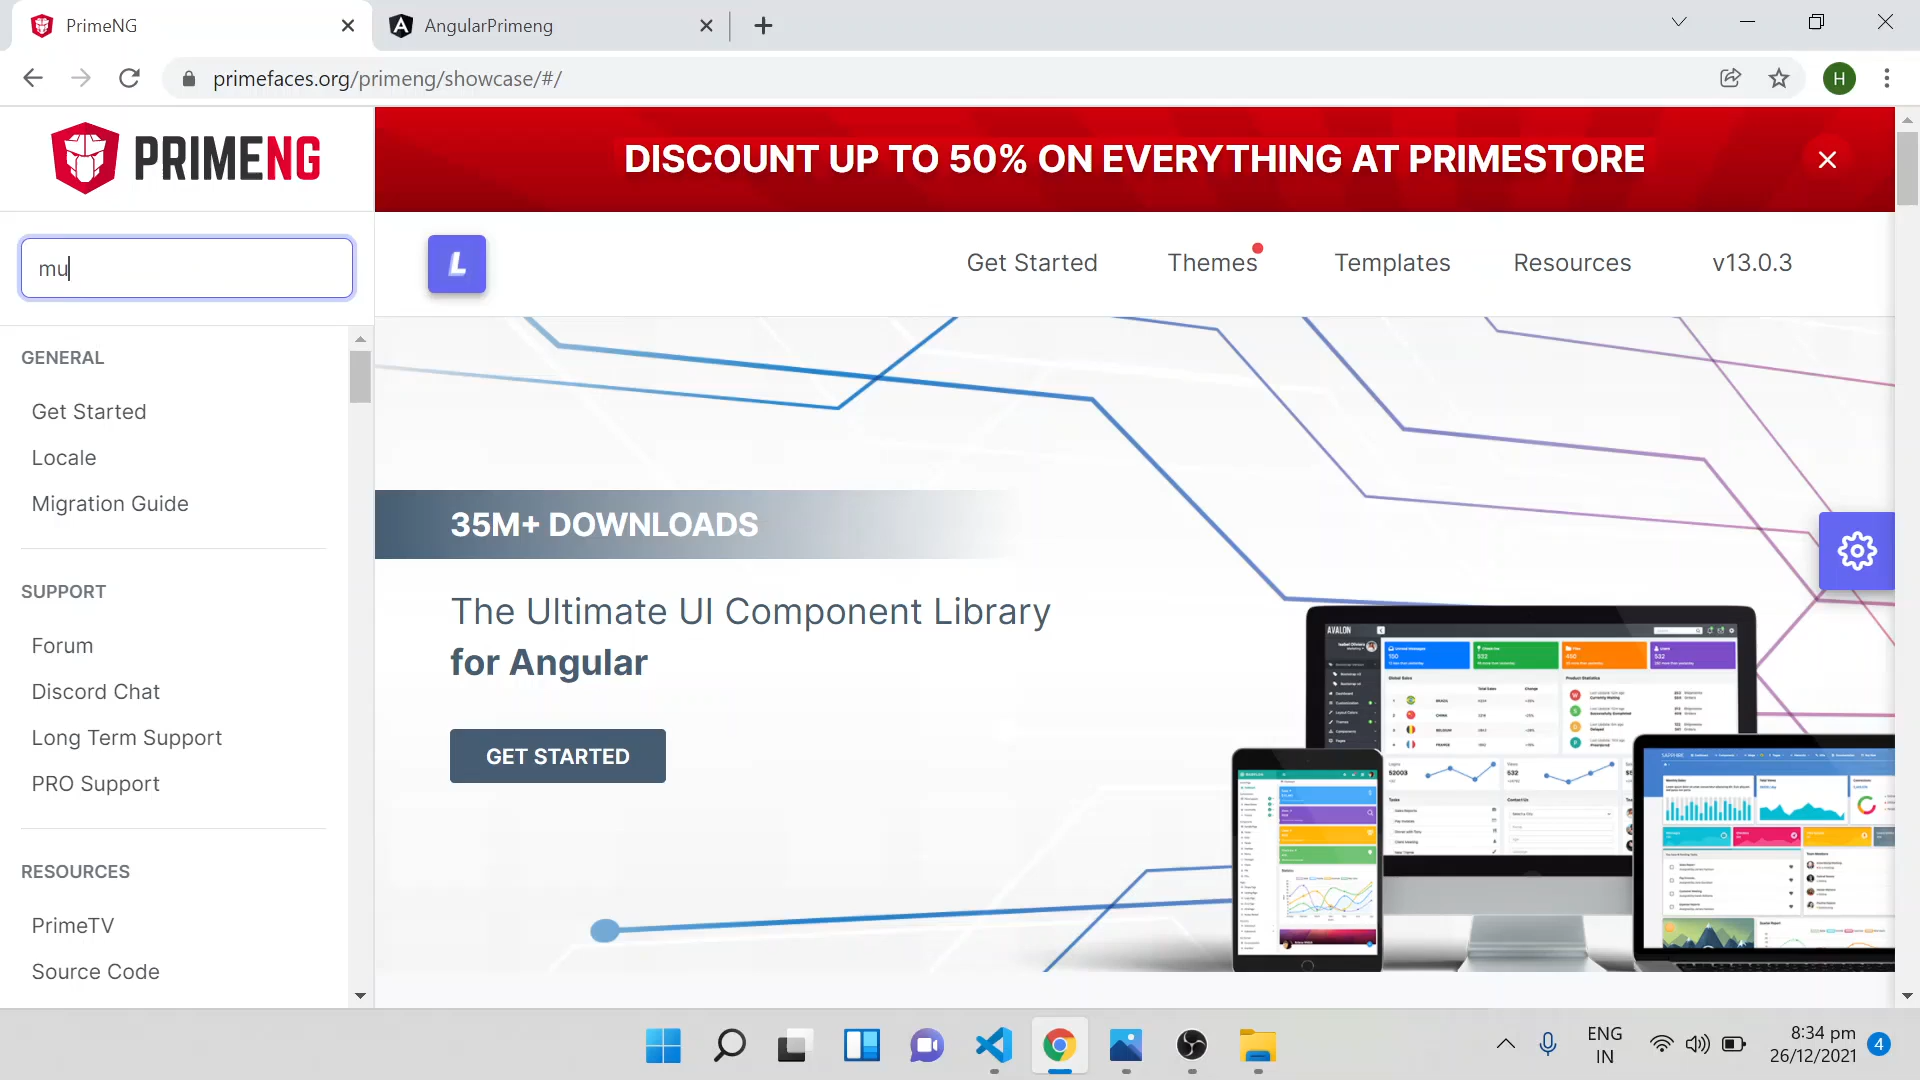 PrimeNG
AngularPrimeng
primefaces.org/primeng/showcase/#/
H
PRIMENG
DISCOUNT UP TO 50% ON EVERYTHING AT PRIMESTORE
mu
L
Get Started
Themes
Templates
Resources
v13.0.3
GENERAL
Get Started
Locale
Migration Guide
SUPPORT
Forum
Discord Chat
Long Term Support
PRO Support
RESOURCES
PrimeTV
Source Code
35M+ DOWNLOADS
The Ultimate UI Component Library
for Angular
GET STARTED
AVALON
ENG
IN
8:34 pm
26/12/2021
4